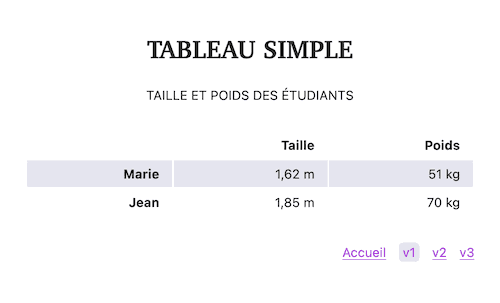 TABLEAU SIMPLE
TAILLE ET POIDS DES ÉTUDIANTS
Taille Poids
Marie 1,62 m 51 kg
Jean 1,85 m 70 kg
Accueil v1 v2 v3